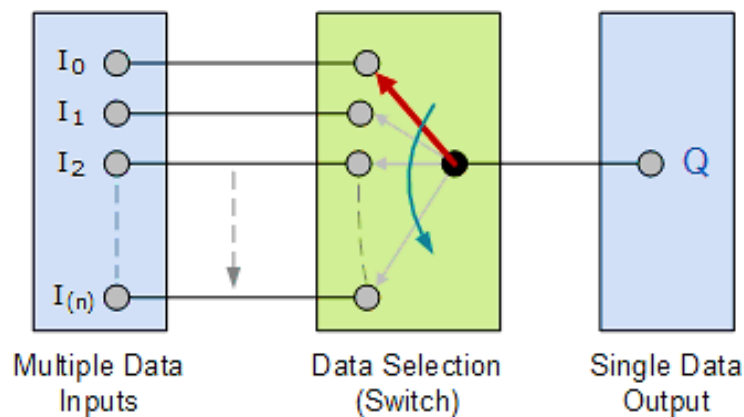 I0
I1
I2
I(n)
Q
Multiple Data
Inputs
Data Selection
(Switch)
Single Data
Output